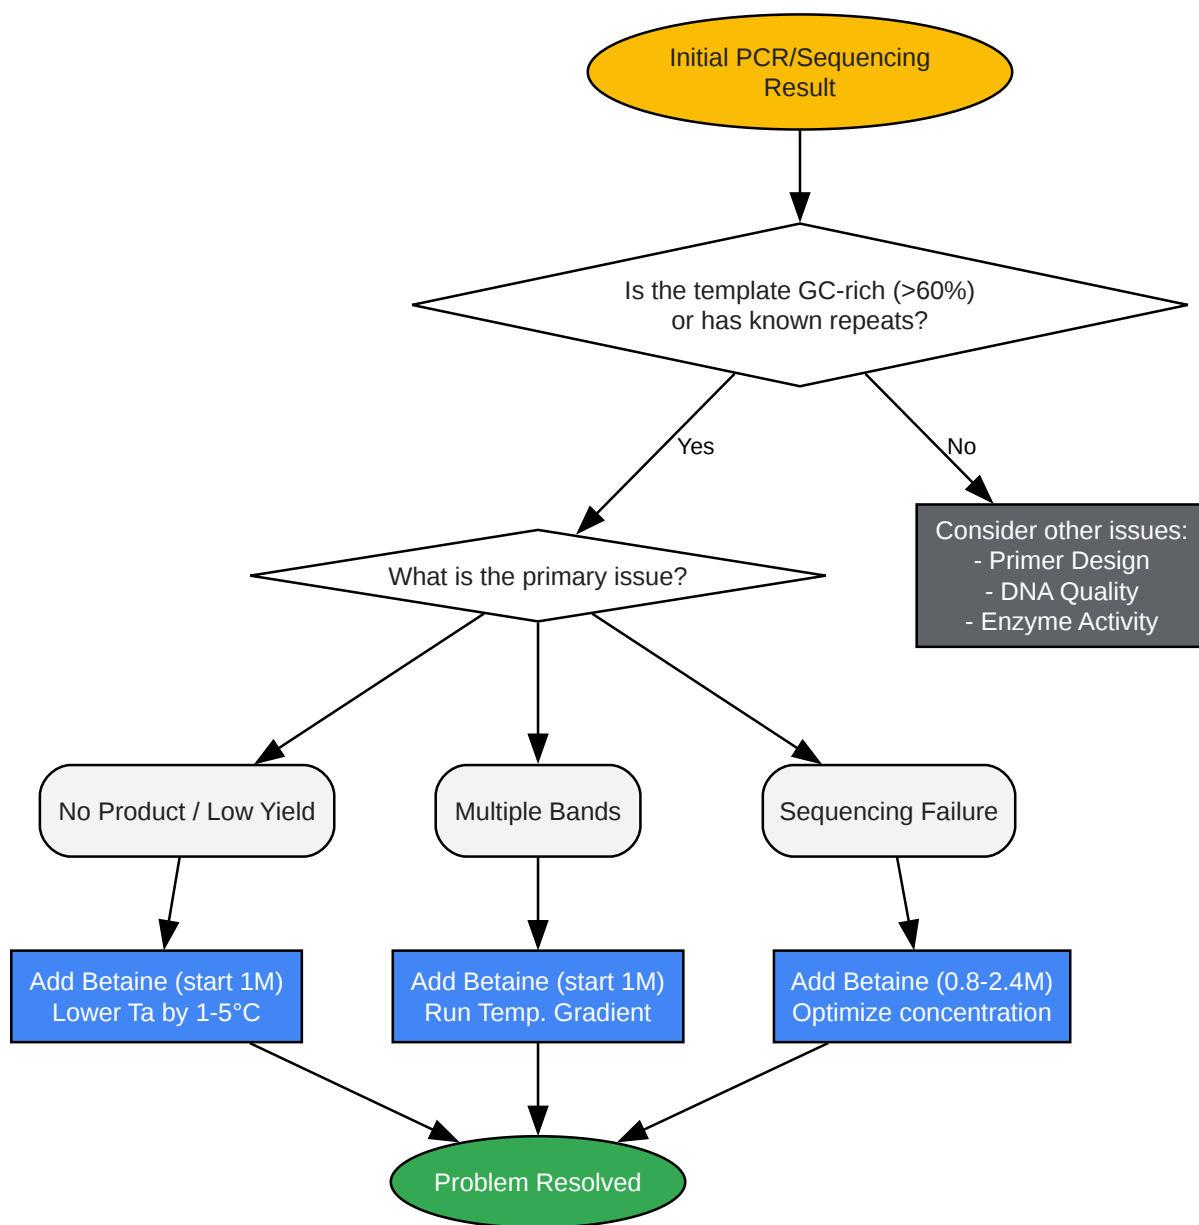 Initial PCR/Sequencing
Result
Is the template GC-rich (>60%)
or has known repeats?
Yes
No
Consider other issues:
- Primer Design
- DNA Quality
- Enzyme Activity
What is the primary issue?
No Product / Low Yield
Multiple Bands
Sequencing Failure
Add Betaine (start 1M)
Lower Ta by 1-5°C
Add Betaine (start 1M)
Run Temp. Gradient
Add Betaine (0.8-2.4M)
Optimize concentration
Problem Resolved